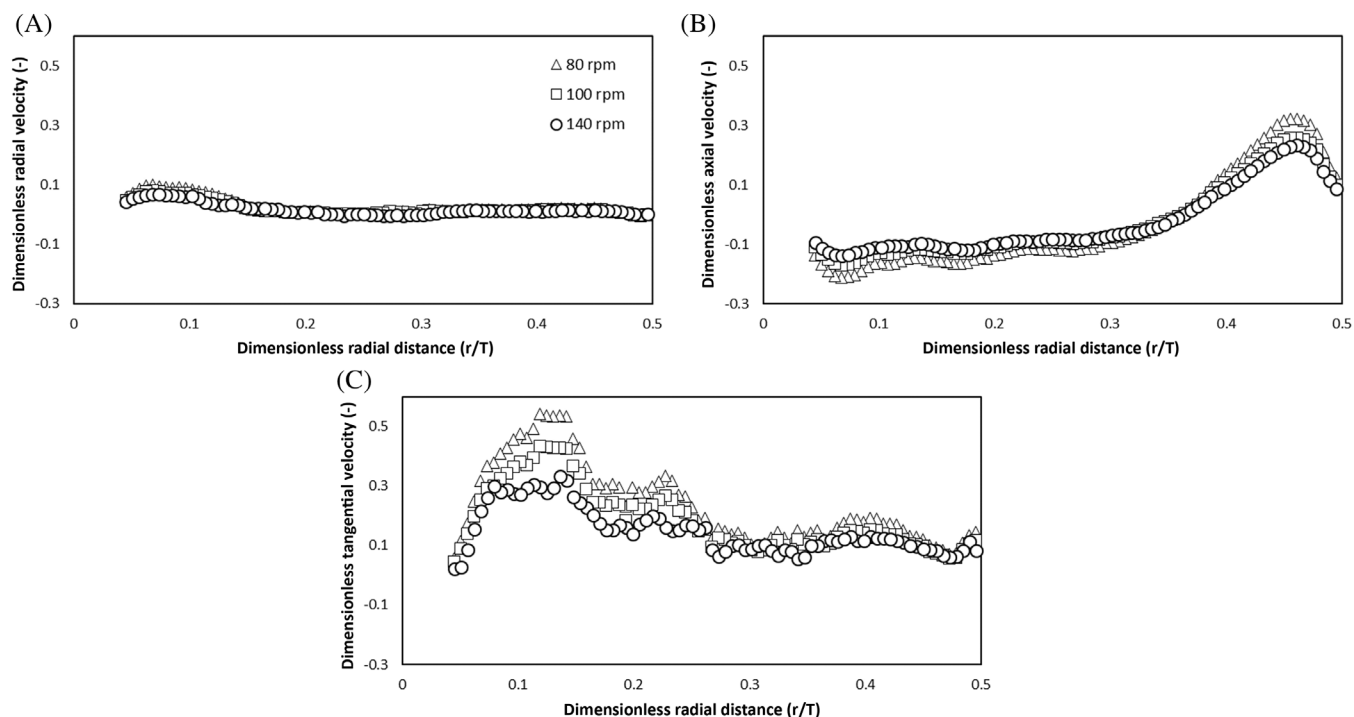 (A)
Dimensionless radial velocity (-)
0.5
0.3
0.1
-0.1
-0.3
0
0.1
0.2
0.3
0.4
0.5
Dimensionless radial distance (r/T)
80 rpm
100 rpm
140 rpm
(B)
Dimensionless axial velocity (-)
0.5
0.3
0.1
-0.1
-0.3
0
0.1
0.2
0.3
0.4
0.5
Dimensionless radial distance (r/T)
(C)
Dimensionless tangential velocity (-)
0.5
0.3
0.1
-0.1
-0.3
0
0.1
0.2
0.3
0.4
0.5
Dimensionless radial distance (r/T)